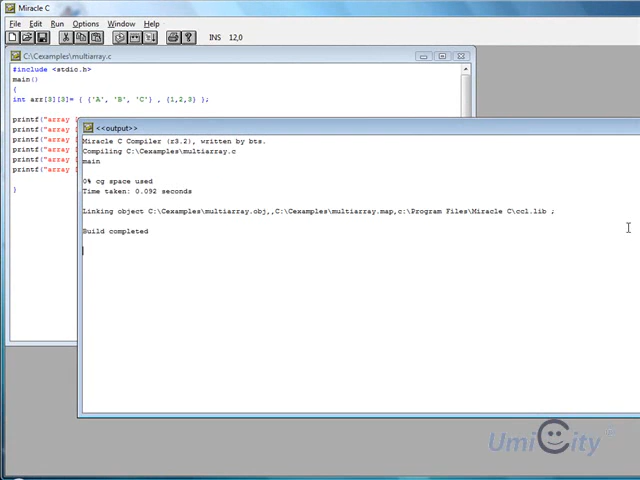 Miracle C
File Edit Run Options Window Help
INS 12,0
C:\Cexamples\multiarray.c
#include <stdio.h>
main()
{
int arr[3][3]= { {'A', 'B', 'C'} , {1,2,3} };
printf("array [
printf("array [
printf("array [
printf("array [
printf("array [
printf("array [
}
<<output>>
Miracle C Compiler (r3.2), written by bts.
Compiling C:\Cexamples\multiarray.c
main
0% cg space used
Time taken: 0.092 seconds
Linking object C:\Cexamples\multiarray.obj,,C:\Cexamples\multiarray.map,c:\Program Files\Miracle C\ccl.lib ;
Build completed
UmiCity